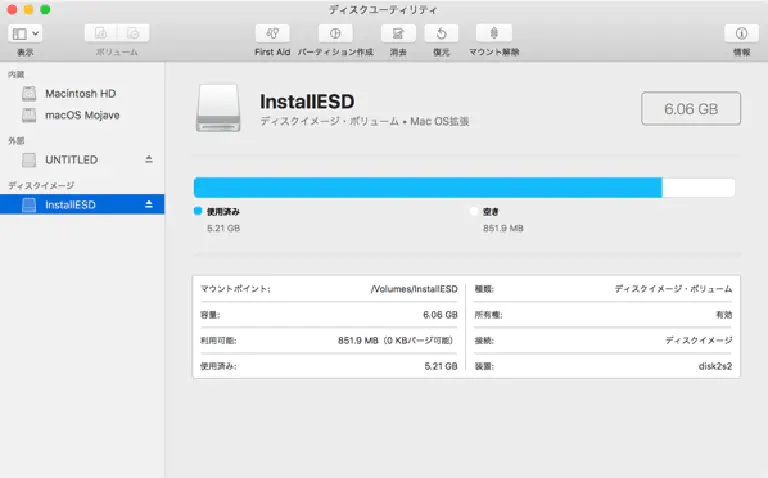 ディスクユーティリティ
表示
ボリューム
First Aid
パーティション作成
消去
復元
マウント解除
情報
内蔵
Macintosh HD
macOS Mojave
外部
UNTITLED
ディスクイメージ
InstallESD
InstallESD
ディスクイメージ・ボリューム • Mac OS拡張
6.06 GB
使用済み
5.21 GB
空き
851.9 MB
マウントポイント: /Volumes/InstallESD
容量: 6.06 GB
利用可能: 851.9 MB（0 KBパージ可能）
使用済み: 5.21 GB
種類: ディスクイメージ・ボリューム
所有権: 有効
接続: ディスクイメージ
装置: disk2s2